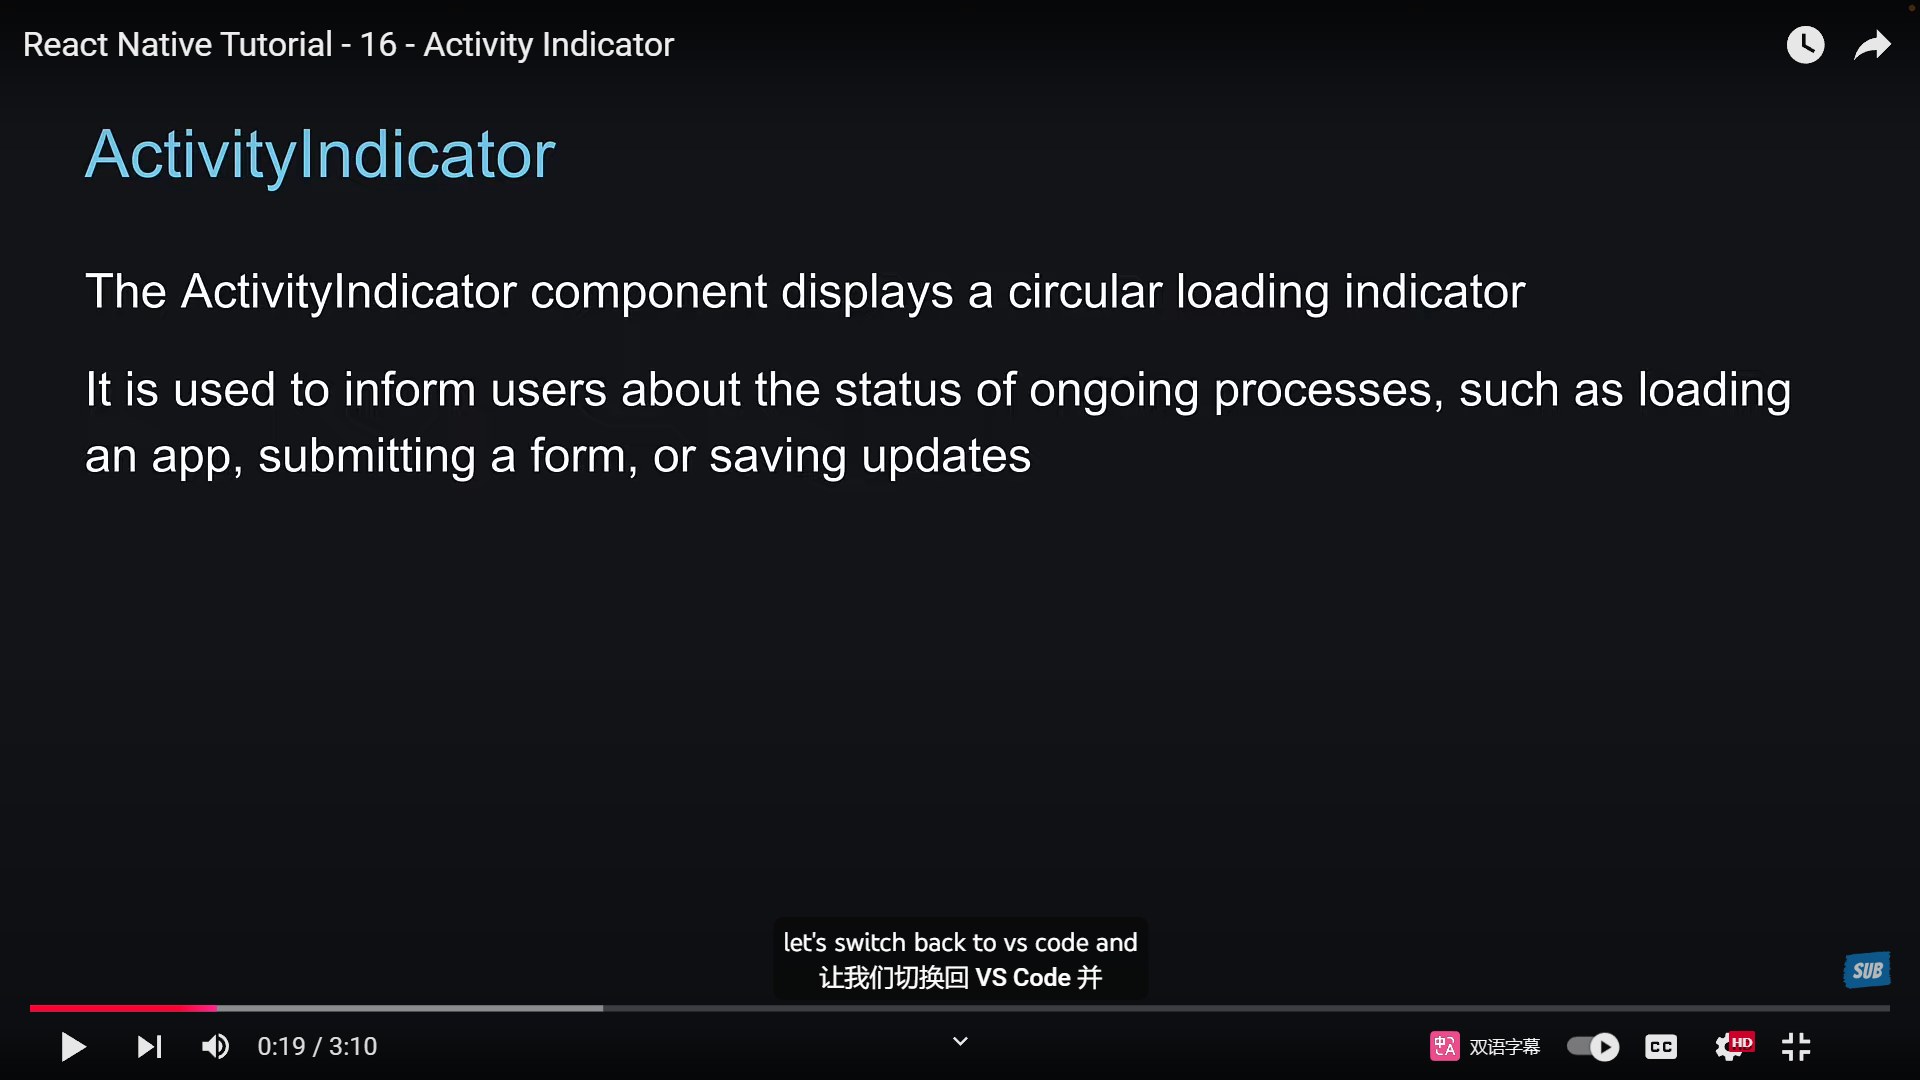 React Native Tutorial - 16 - Activity Indicator
ActivityIndicator
The ActivityIndicator component displays a circular loading indicator
It is used to inform users about the status of ongoing processes, such as loading
an app, submitting a form, or saving updates
let's switch back to vs code and
让我们切换回 VS Code 并
SUB
0:19 / 3:10
中A 双语字幕
CC
HD